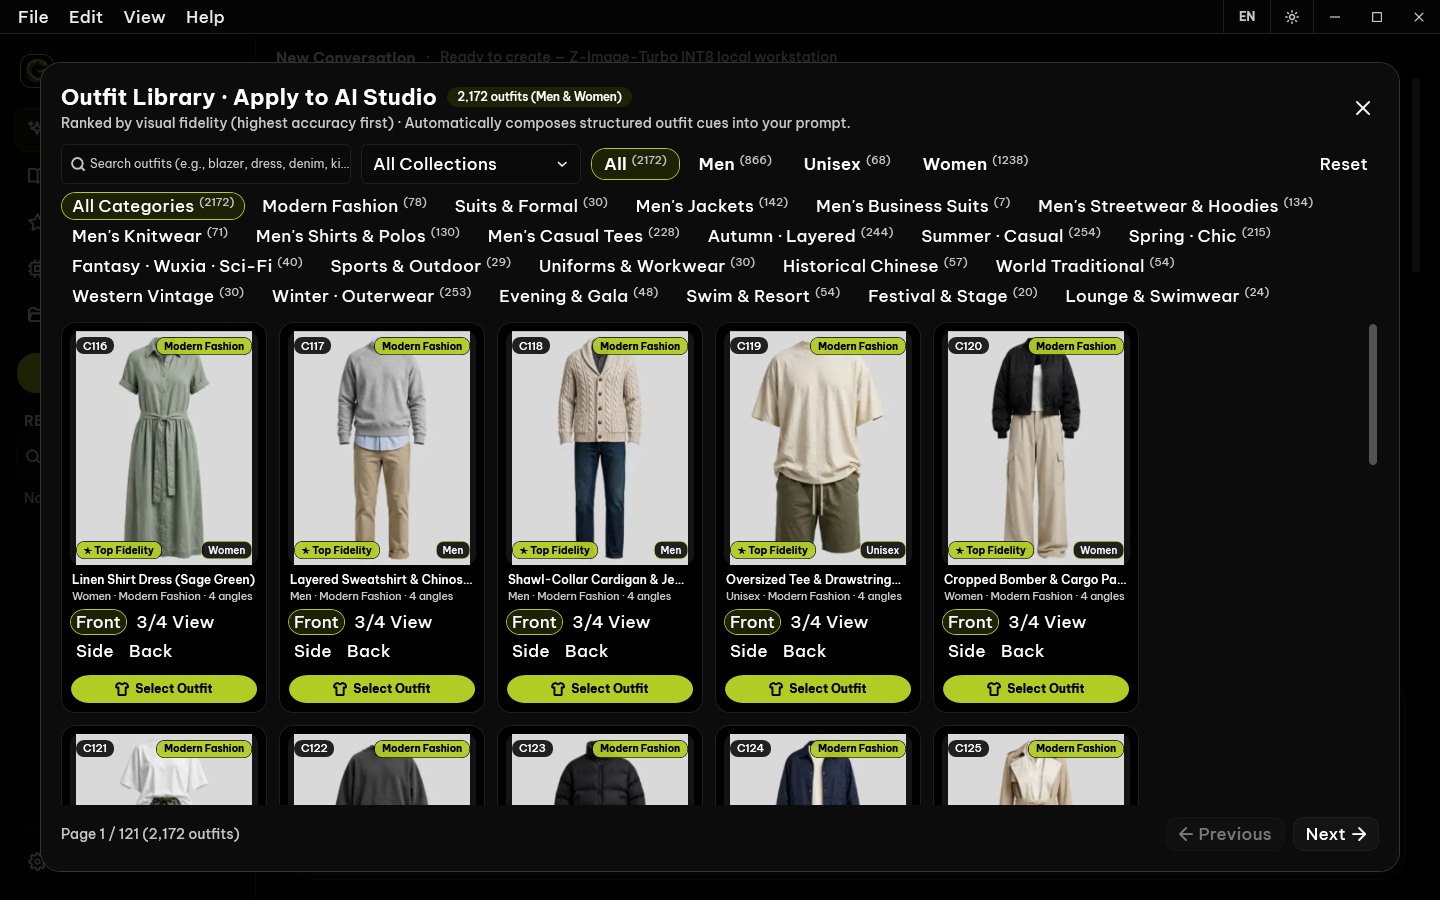 File Edit View Help EN
New Conversation · Ready to create — Z-Image-Turbo INT8 local workstation
Outfit Library · Apply to AI Studio 2,172 outfits (Men & Women)
Ranked by visual fidelity (highest accuracy first) · Automatically composes structured outfit cues into your prompt.
Search outfits (e.g., blazer, dress, denim, ki... All Collections All (2172) Men (866) Unisex (68) Women (1238) Reset
All Categories (2172) Modern Fashion (78) Suits & Formal (30) Men's Jackets (142) Men's Business Suits (7) Men's Streetwear & Hoodies (134)
Men's Knitwear (71) Men's Shirts & Polos (130) Men's Casual Tees (228) Autumn · Layered (244) Summer · Casual (254) Spring · Chic (215)
Fantasy · Wuxia · Sci-Fi (40) Sports & Outdoor (29) Uniforms & Workwear (30) Historical Chinese (57) World Traditional (54)
Western Vintage (30) Winter · Outerwear (253) Evening & Gala (48) Swim & Resort (54) Festival & Stage (20) Lounge & Swimwear (24)
C116 Modern Fashion C117 Modern Fashion C118 Modern Fashion C119 Modern Fashion C120 Modern Fashion
★ Top Fidelity Women ★ Top Fidelity Men ★ Top Fidelity Men ★ Top Fidelity Unisex ★ Top Fidelity Women
Linen Shirt Dress (Sage Green) Layered Sweatshirt & Chinos... Shawl-Collar Cardigan & Je... Oversized Tee & Drawstring... Cropped Bomber & Cargo Pa...
Women · Modern Fashion · 4 angles Men · Modern Fashion · 4 angles Men · Modern Fashion · 4 angles Unisex · Modern Fashion · 4 angles Women · Modern Fashion · 4 angles
Front 3/4 View Front 3/4 View Front 3/4 View Front 3/4 View Front 3/4 View
Side Back Side Back Side Back Side Back Side Back
Select Outfit Select Outfit Select Outfit Select Outfit Select Outfit
C121 Modern Fashion C122 Modern Fashion C123 Modern Fashion C124 Modern Fashion C125 Modern Fashion
Page 1 / 121 (2,172 outfits) ← Previous Next →